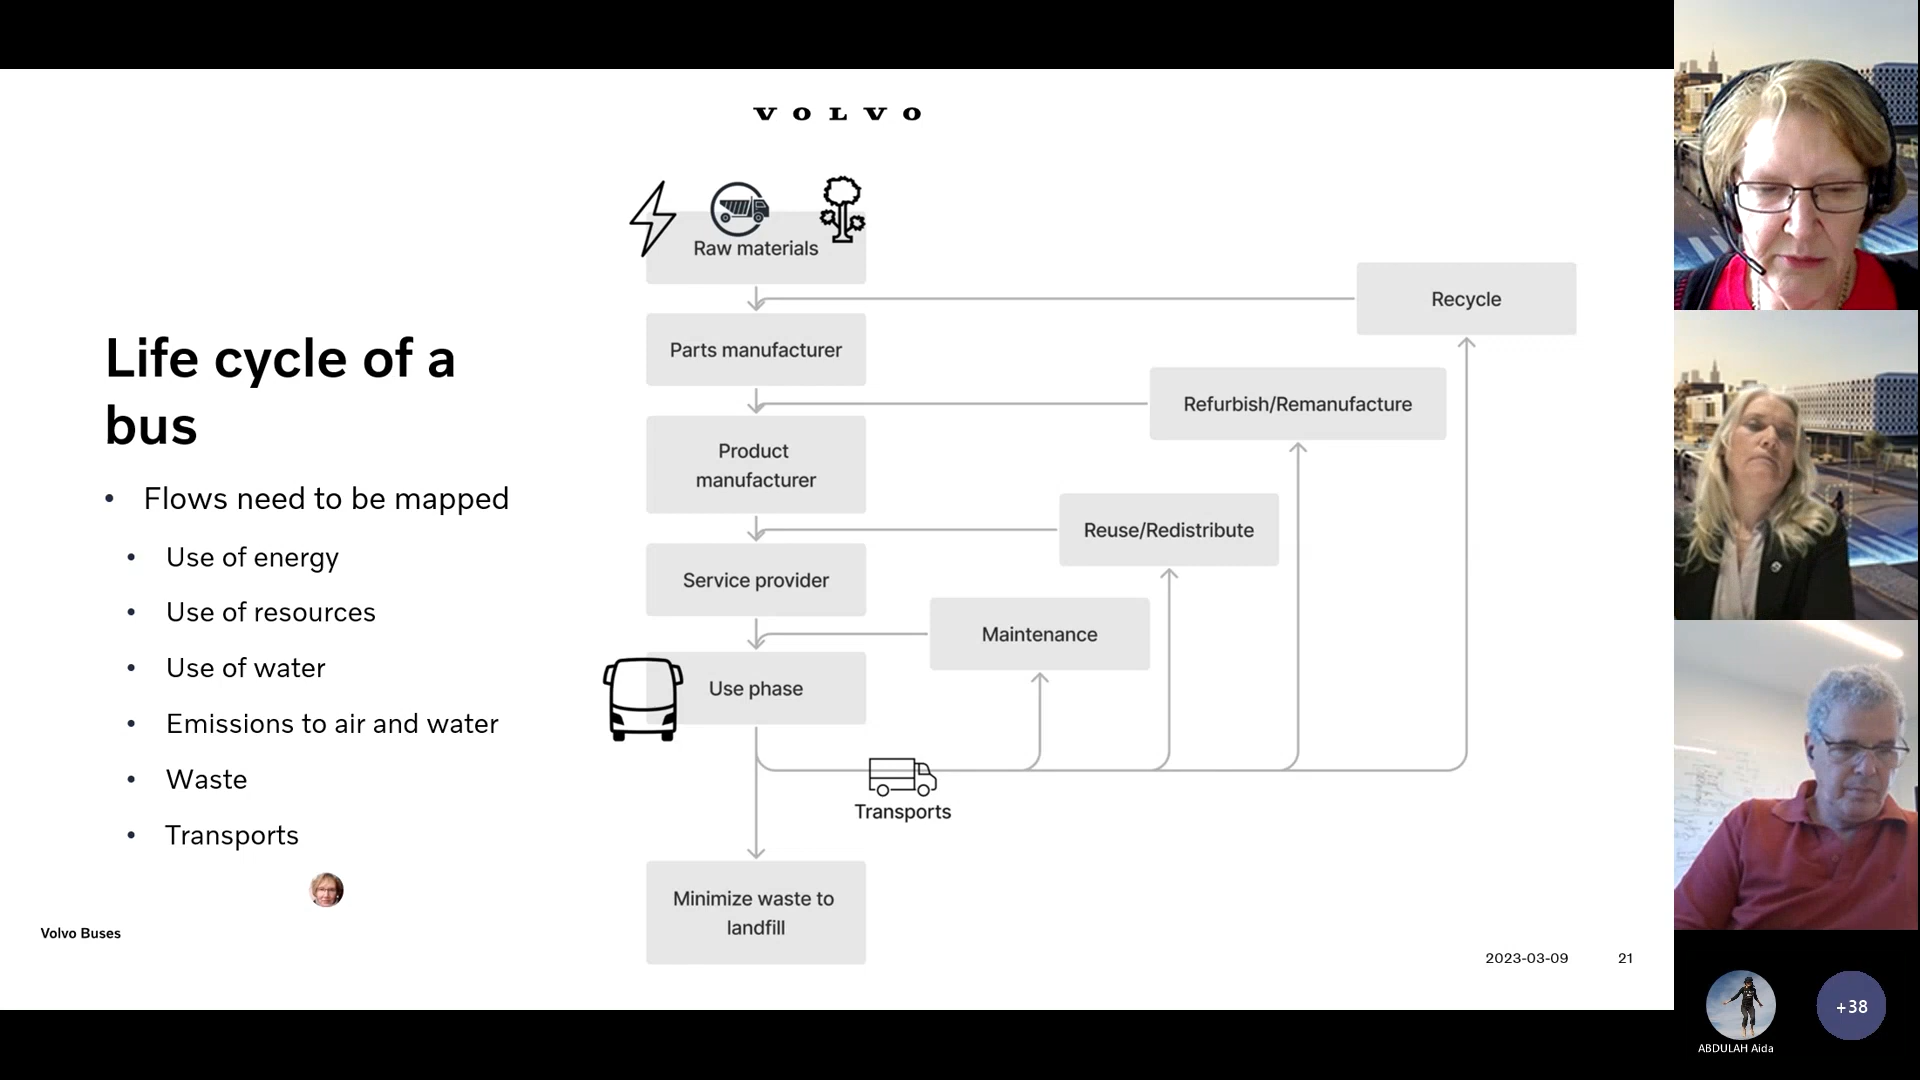 VOLVO
Life cycle of a
bus
• Flows need to be mapped
• Use of energy
• Use of resources
• Use of water
• Emissions to air and water
• Waste
• Transports
Raw materials
Recycle
Parts manufacturer
Refurbish/Remanufacture
Product
manufacturer
Reuse/Redistribute
Service provider
Maintenance
Use phase
Transports
Minimize waste to
landfill
Volvo Buses
2023-03-09 21
+38
ABDULAH Aida